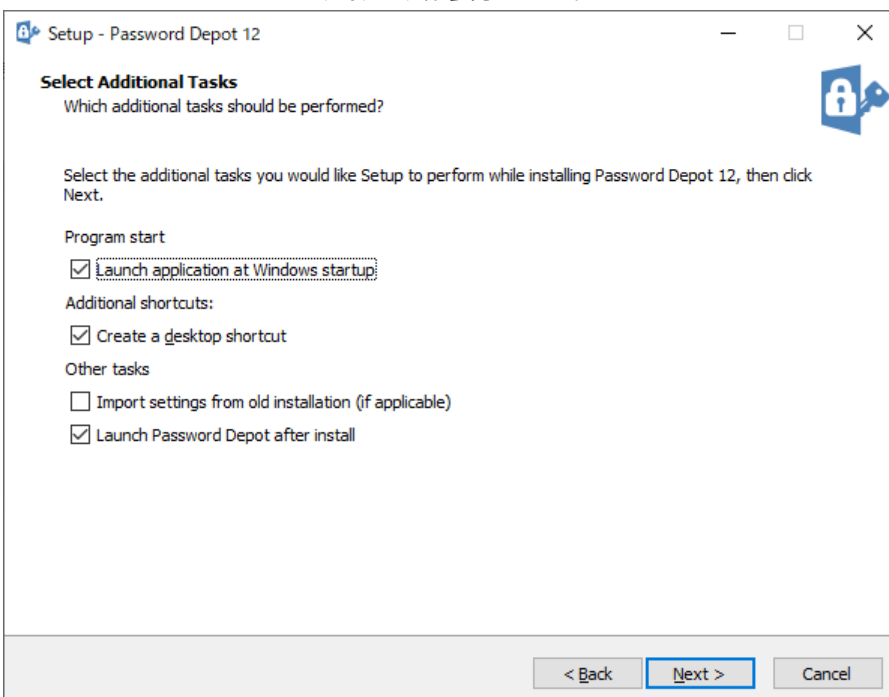 Setup - Password Depot 12
Select Additional Tasks
Which additional tasks should be performed?
Select the additional tasks you would like Setup to perform while installing Password Depot 12, then click
Next.
Program start
Launch application at Windows startup
Additional shortcuts:
Create a desktop shortcut
Other tasks
Import settings from old installation (if applicable)
Launch Password Depot after install
< Back
Next >
Cancel